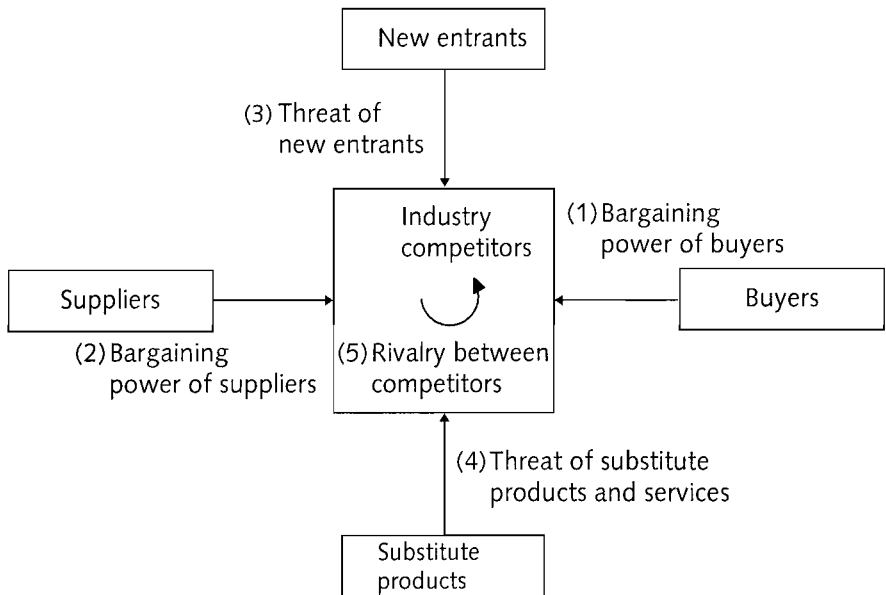 New entrants
(3) Threat of
new entrants
Industry
competitors
(1) Bargaining
power of buyers
Suppliers
Buyers
(2) Bargaining
power of suppliers
(5) Rivalry between
competitors
(4) Threat of substitute
products and services
Substitute
products